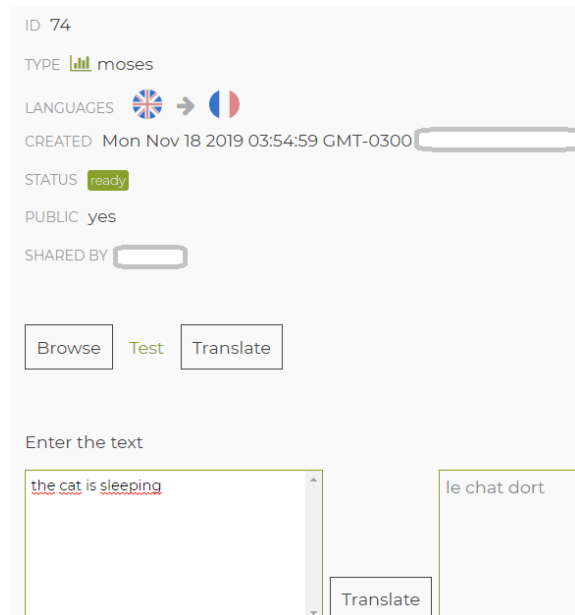 ID 74
TYPE moses
LANGUAGES
CREATED Mon Nov 18 2019 03:54:59 GMT-0300
STATUS ready
PUBLIC yes
SHARED BY
Browse Test Translate
Enter the text
the cat is sleeping
le chat dort
Translate